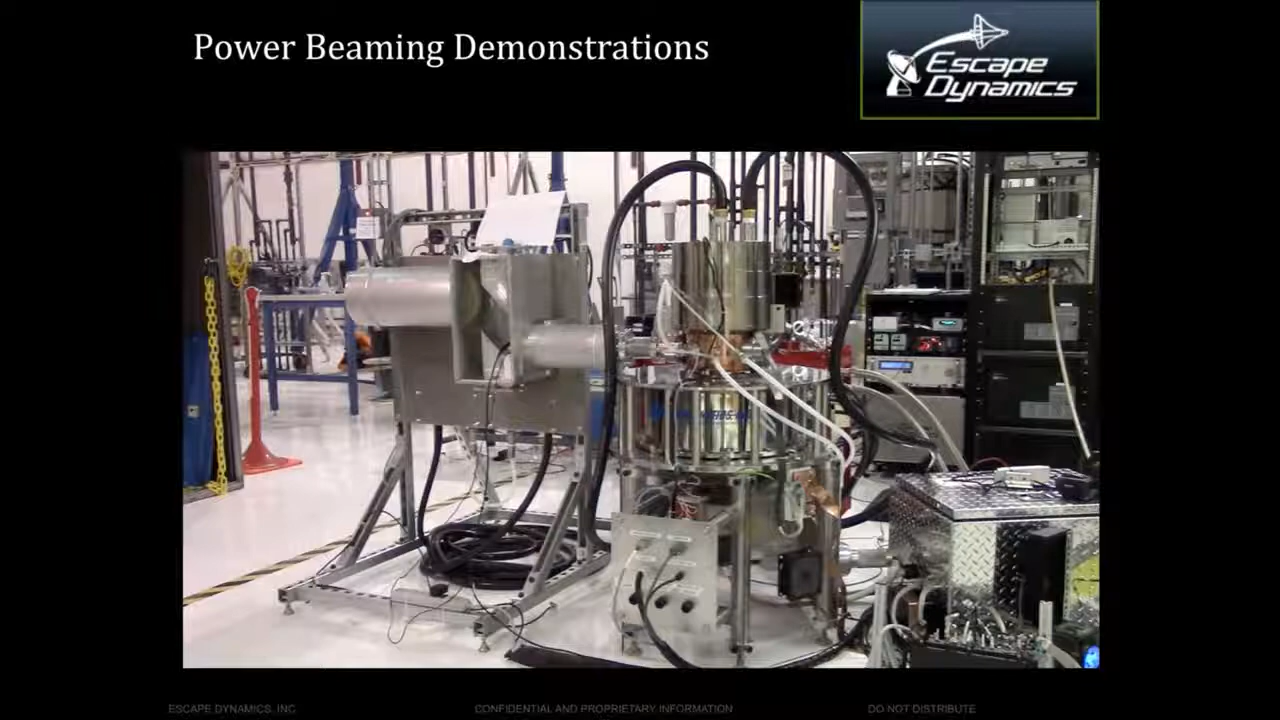 Power Beaming Demonstrations
Escape
Dynamics
ESCAPE DYNAMICS, INC
CONFIDENTIAL AND PROPRIETARY INFORMATION
DO NOT DISTRIBUTE